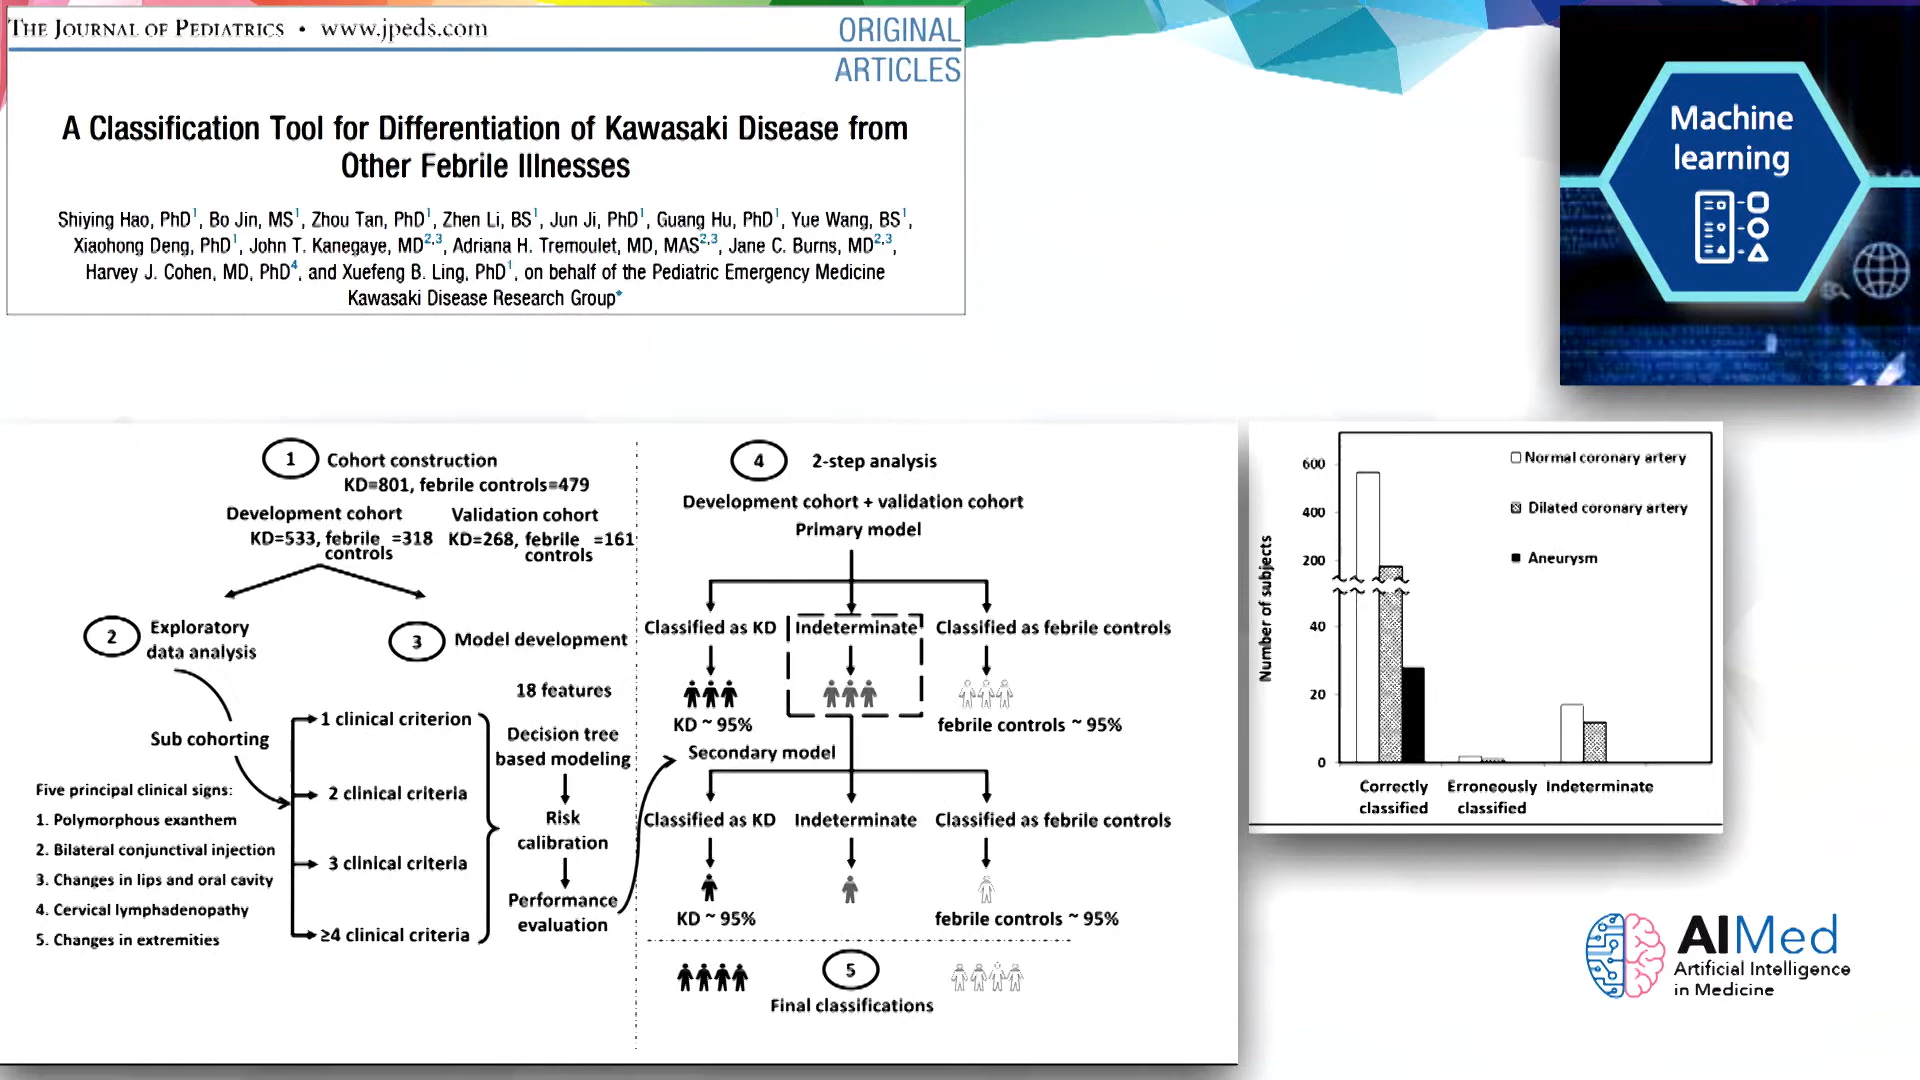 THE JOURNAL OF PEDIATRICS • www.jpeds.com
ORIGINAL
ARTICLES
A Classification Tool for Differentiation of Kawasaki Disease from
Other Febrile Illnesses
Shiying Hao, PhD1, Bo Jin, MS1, Zhou Tan, PhD1, Zhen Li, BS1, Jun Ji, PhD1, Guang Hu, PhD1, Yue Wang, BS1,
Xiaohong Deng, PhD1, John T. Kanegaye, MD2,3, Adriana H. Tremoulet, MD, MAS2,3, Jane C. Burns, MD2,3,
Harvey J. Cohen, MD, PhD4, and Xuefeng B. Ling, PhD1, on behalf of the Pediatric Emergency Medicine
Kawasaki Disease Research Group*
Machine
learning
1
Cohort construction
KD=801, febrile controls=479
Development cohort
KD=533, febrile =318
controls
Validation cohort
KD=268, febrile =161
controls
2
Exploratory
data analysis
3
Model development
Sub cohorting
Five principal clinical signs:
1. Polymorphous exanthem
2. Bilateral conjunctival injection
3. Changes in lips and oral cavity
4. Cervical lymphadenopathy
5. Changes in extremities
1 clinical criterion
2 clinical criteria
3 clinical criteria
≥4 clinical criteria
18 features
Decision tree
based modeling
Risk
calibration
Performance
evaluation
4
2-step analysis
Development cohort + validation cohort
Primary model
Classified as KD
Indeterminate
Classified as febrile controls
KD ~ 95%
febrile controls ~ 95%
Secondary model
Classified as KD
Indeterminate
Classified as febrile controls
KD ~ 95%
febrile controls ~ 95%
5
Final classifications
Number of subjects
600
400
200
40
20
0
Normal coronary artery
Dilated coronary artery
Aneurysm
Correctly
classified
Erroneously
classified
Indeterminate
AIMed
Artificial Intelligence
in Medicine